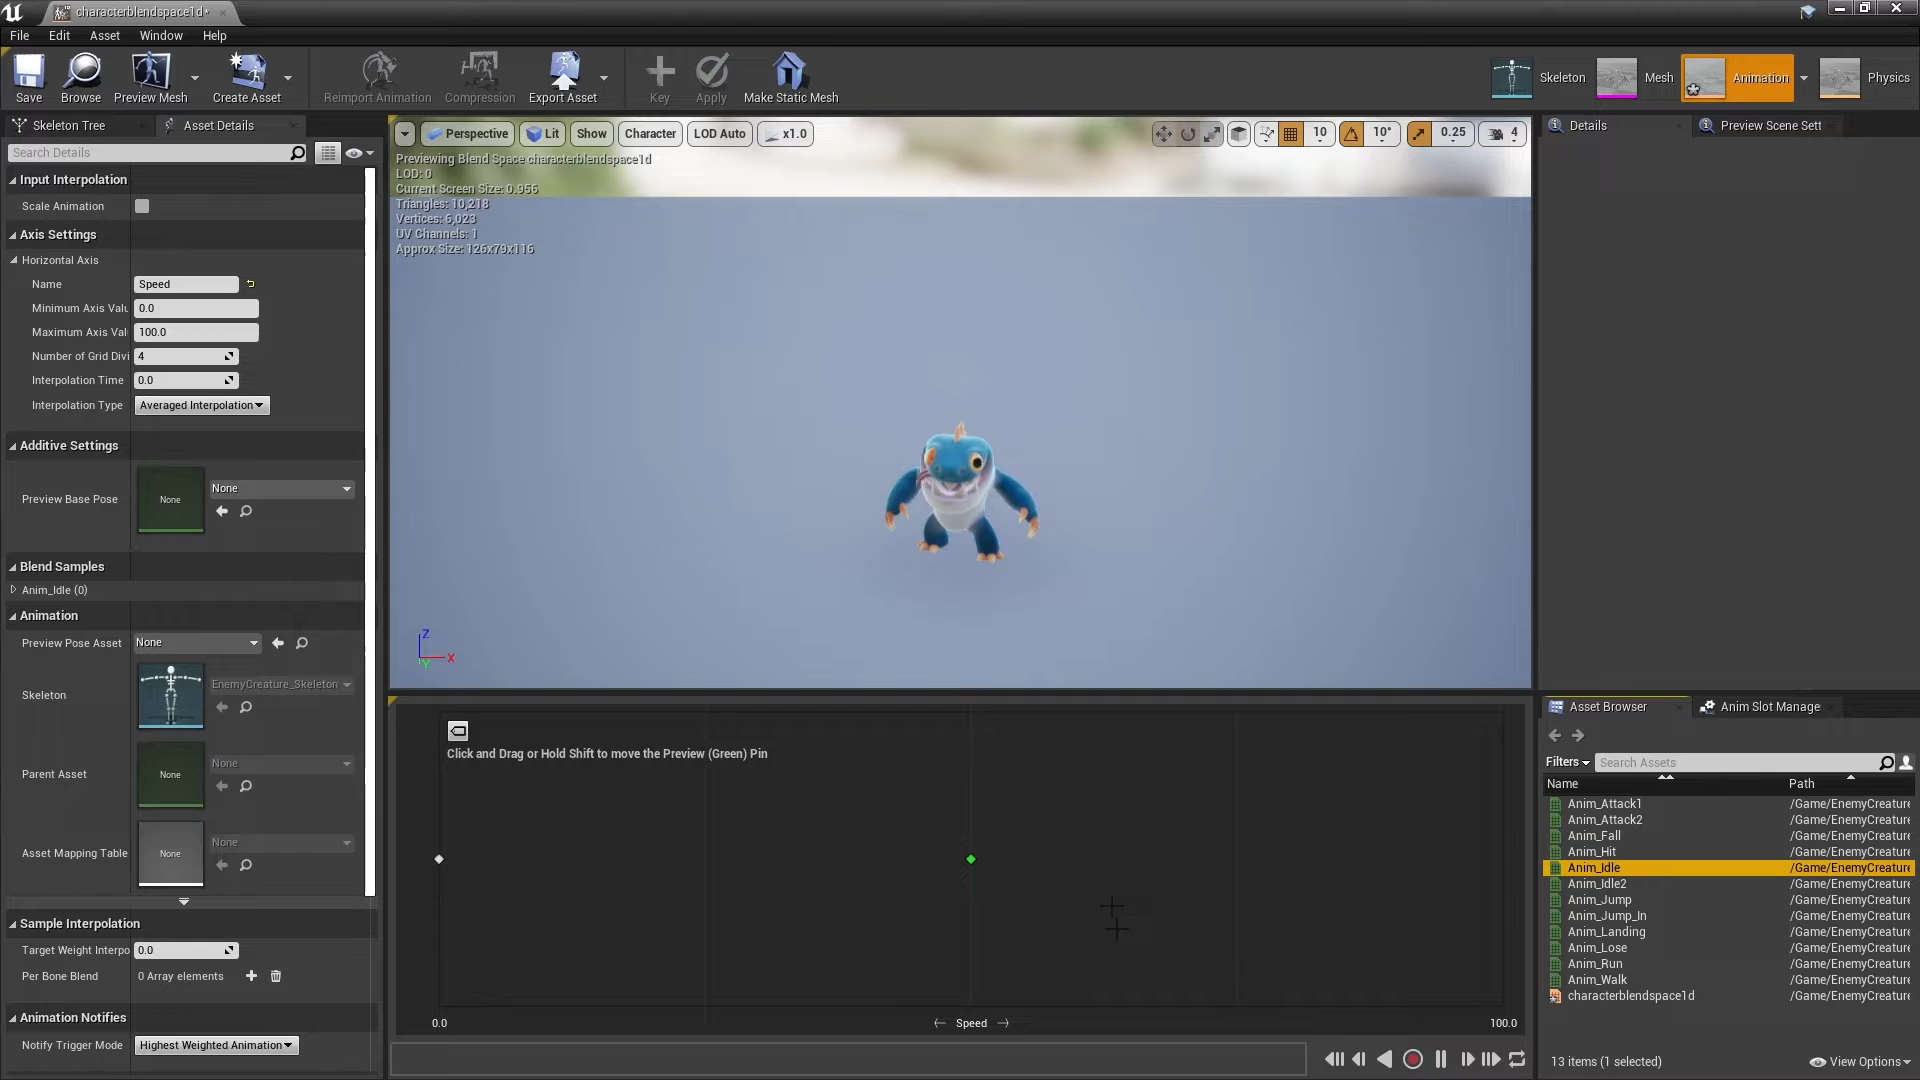 characterblendspace1d*
File Edit Asset Window Help
Save Browse Preview Mesh Create Asset Reimport Animation Compression Export Asset Key Apply Make Static Mesh Skeleton Mesh Animation Physics
Skeleton Tree Asset Details
Search Details
Input Interpolation
Scale Animation
Axis Settings
Horizontal Axis
Name Speed
Minimum Axis Valu 0.0
Maximum Axis Val 100.0
Number of Grid Divi 4
Interpolation Time 0.0
Interpolation Type Averaged Interpolation
Additive Settings
Preview Base Pose None None
Blend Samples
Anim_Idle (0)
Animation
Preview Pose Asset None
Skeleton EnemyCreature_Skeleton
Parent Asset None None
Asset Mapping Table None None
Sample Interpolation
Target Weight Interpo 0.0
Per Bone Blend 0 Array elements
Animation Notifies
Notify Trigger Mode Highest Weighted Animation
Perspective Lit Show Character LOD Auto x1.0 10 10° 0.25 4
Previewing Blend Space characterblendspace1d
LOD: 0
Current Screen Size: 0.956
Triangles: 10,218
Vertices: 6,023
UV Channels: 1
Approx Size: 126x79x116
Z
X
Y
Click and Drag or Hold Shift to move the Preview (Green) Pin
0.0 Speed 100.0
Details Preview Scene Sett
Asset Browser Anim Slot Manage
Filters Search Assets
Name Path
Anim_Attack1 /Game/EnemyCreature
Anim_Attack2 /Game/EnemyCreature
Anim_Fall /Game/EnemyCreature
Anim_Hit /Game/EnemyCreature
Anim_Idle /Game/EnemyCreature
Anim_Idle2 /Game/EnemyCreature
Anim_Jump /Game/EnemyCreature
Anim_Jump_In /Game/EnemyCreature
Anim_Landing /Game/EnemyCreature
Anim_Lose /Game/EnemyCreature
Anim_Run /Game/EnemyCreature
Anim_Walk /Game/EnemyCreature
characterblendspace1d /Game/EnemyCreature
13 items (1 selected) View Options